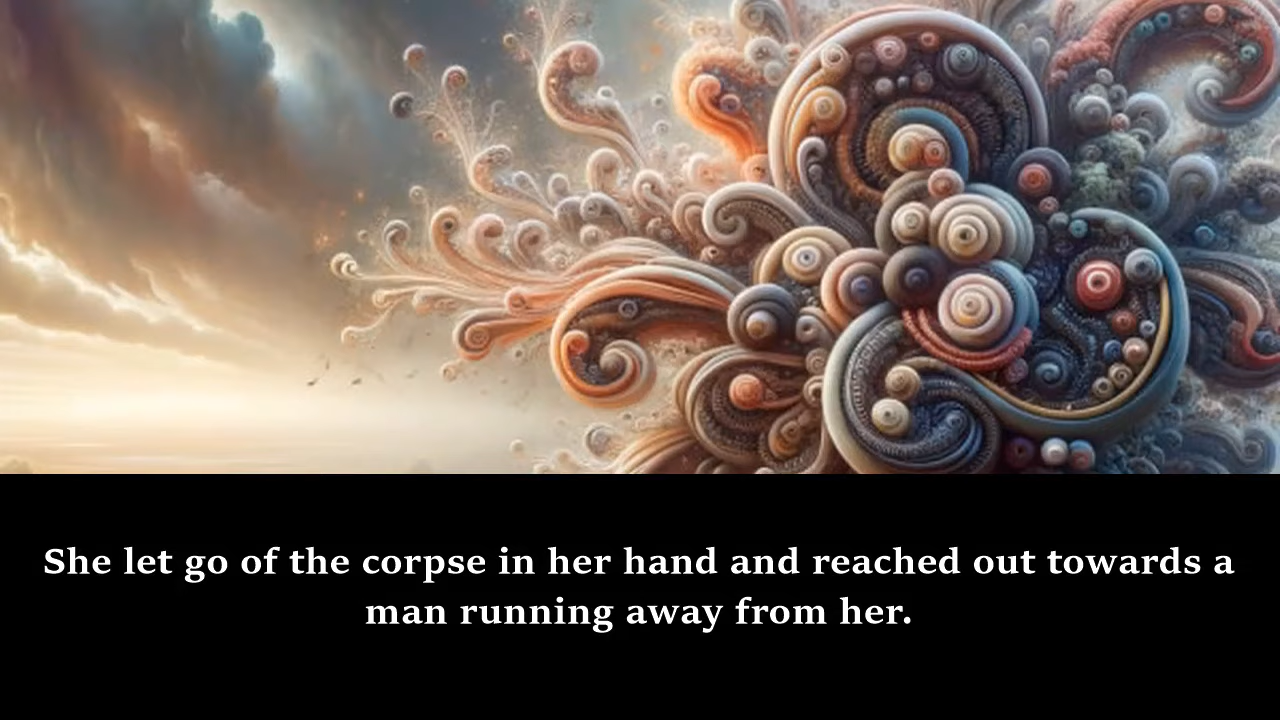 She let go of the corpse in her hand and reached out towards a
man running away from her.